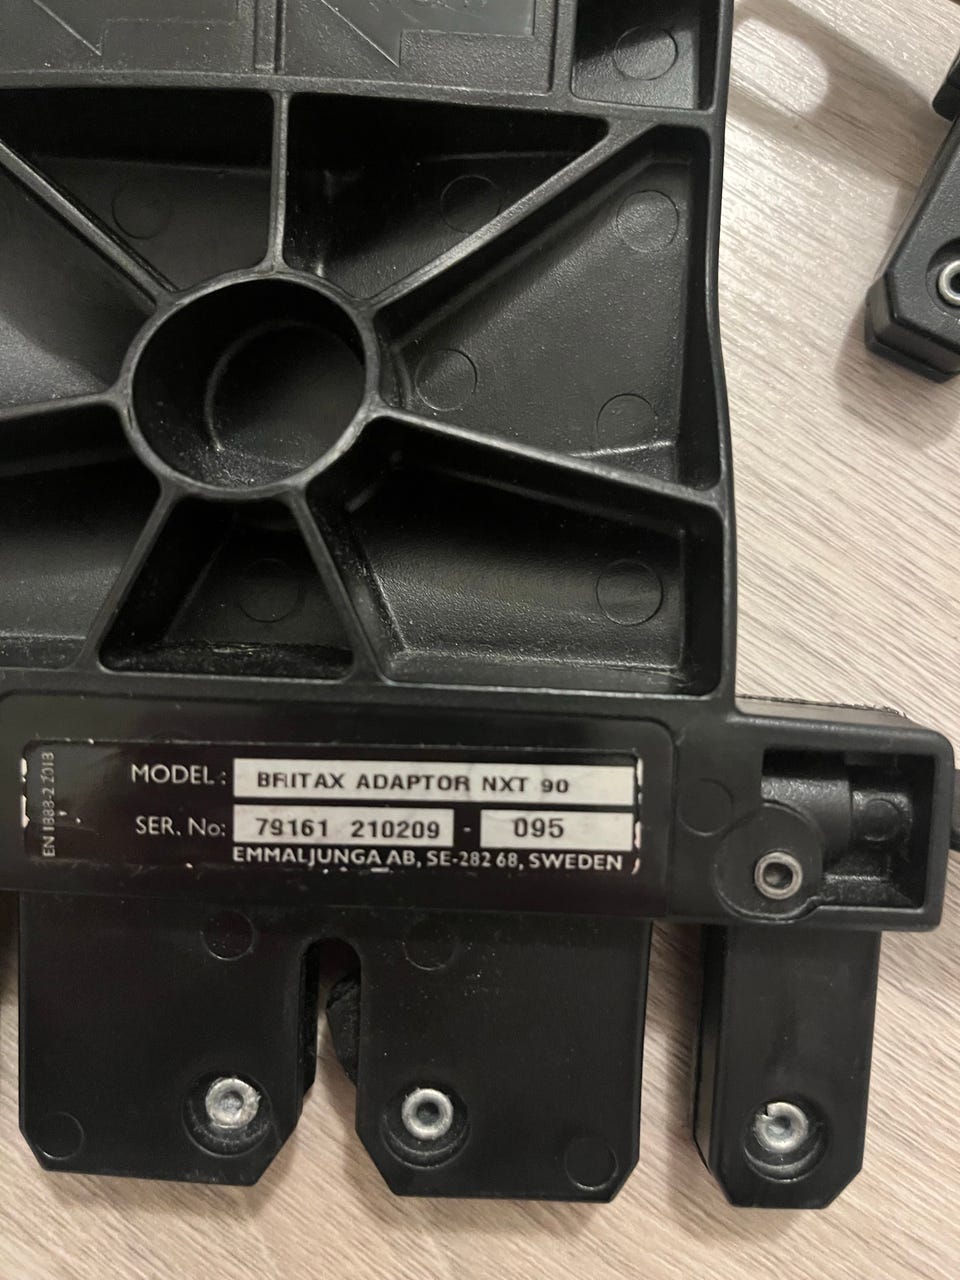 MODEL: BRITAX ADAPTOR NXT 90
SER. No: 79161 210209 - 095
EMMALJUNGA AB, SE-282 68, SWEDEN
EN 1888-2:2018